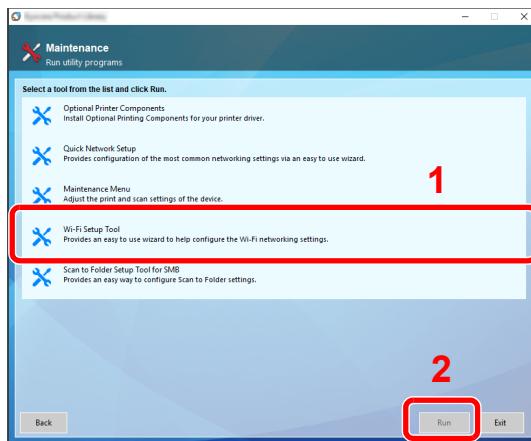 Maintenance
Run utility programs
Select a tool from the list and click Run.
Optional Printer Components
Install Optional Printing Components for your printer driver.
Quick Network Setup
Provides configuration of the most common networking settings via an easy to use wizard.
1
Maintenance Menu
Adjust the print and scan settings of the device.
Wi-Fi Setup Tool
Provides an easy to use wizard to help configure the Wi-Fi networking settings.
Scan to Folder Setup Tool for SMB
Provides an easy way to configure Scan to Folder settings.
2
Back
Run
Exit